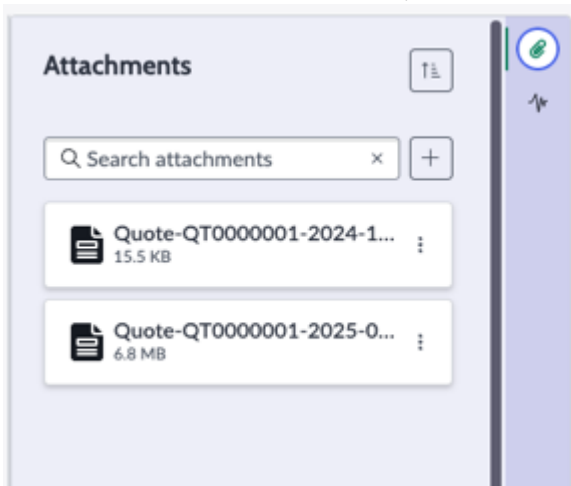 Attachments
Search attachments
Quote-QT0000001-2024-1...
15.5 KB
Quote-QT0000001-2025-0...
6.8 MB